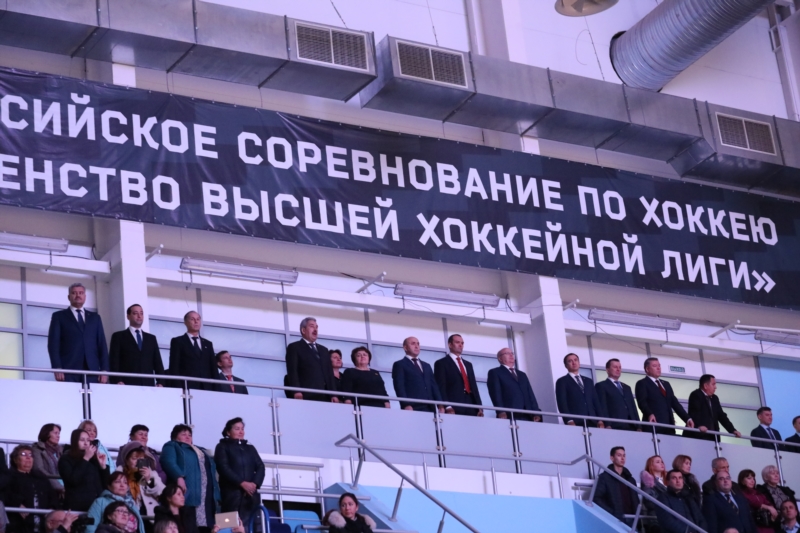 СИЙСКОЕ СОРЕВНОВАНИЕ ПО ХОККЕЮ
ЕНСТВО ВЫСШЕЙ ХОККЕЙНОЙ ЛИГИ»